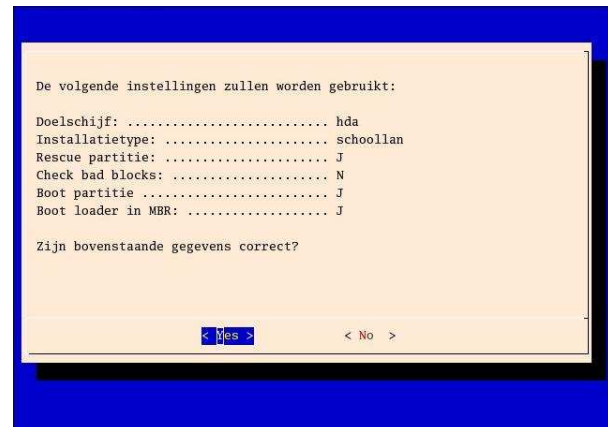 De volgende instellingen zullen worden gebruikt:
Doelschijf: ........................... hda
Installatietype: ...................... schoollan
Rescue partitie: ...................... J
Check bad blocks: ..................... N
Boot partitie ......................... J
Boot loader in MBR: ................... J
Zijn bovenstaande gegevens correct?
< Yes > < No >